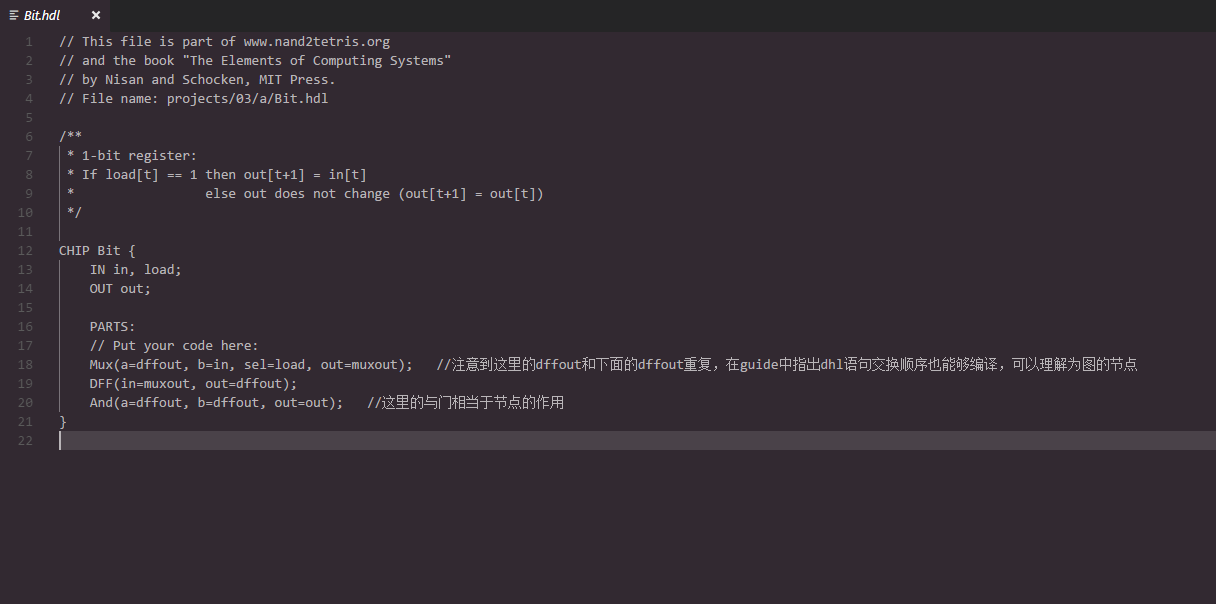 Bit.hdl
1 // This file is part of www.nand2tetris.org
2 // and the book "The Elements of Computing Systems"
3 // by Nisan and Schocken, MIT Press.
4 // File name: projects/03/a/Bit.hdl
5
6 /**
7 * 1-bit register:
8 * If load[t] == 1 then out[t+1] = in[t]
9 * else out does not change (out[t+1] = out[t])
10 */
11
12 CHIP Bit {
13 IN in, load;
14 OUT out;
15
16 PARTS:
17 // Put your code here:
18 Mux(a=dffout, b=in, sel=load, out=muxout); //注意到这里的dffout和下面的dffout重复，在guide中指出dhl语句交换顺序也能够编译，可以理解为图的节点
19 DFF(in=muxout, out=dffout);
20 And(a=dffout, b=dffout, out=out); //这里的与门相当于节点的作用
21 }
22